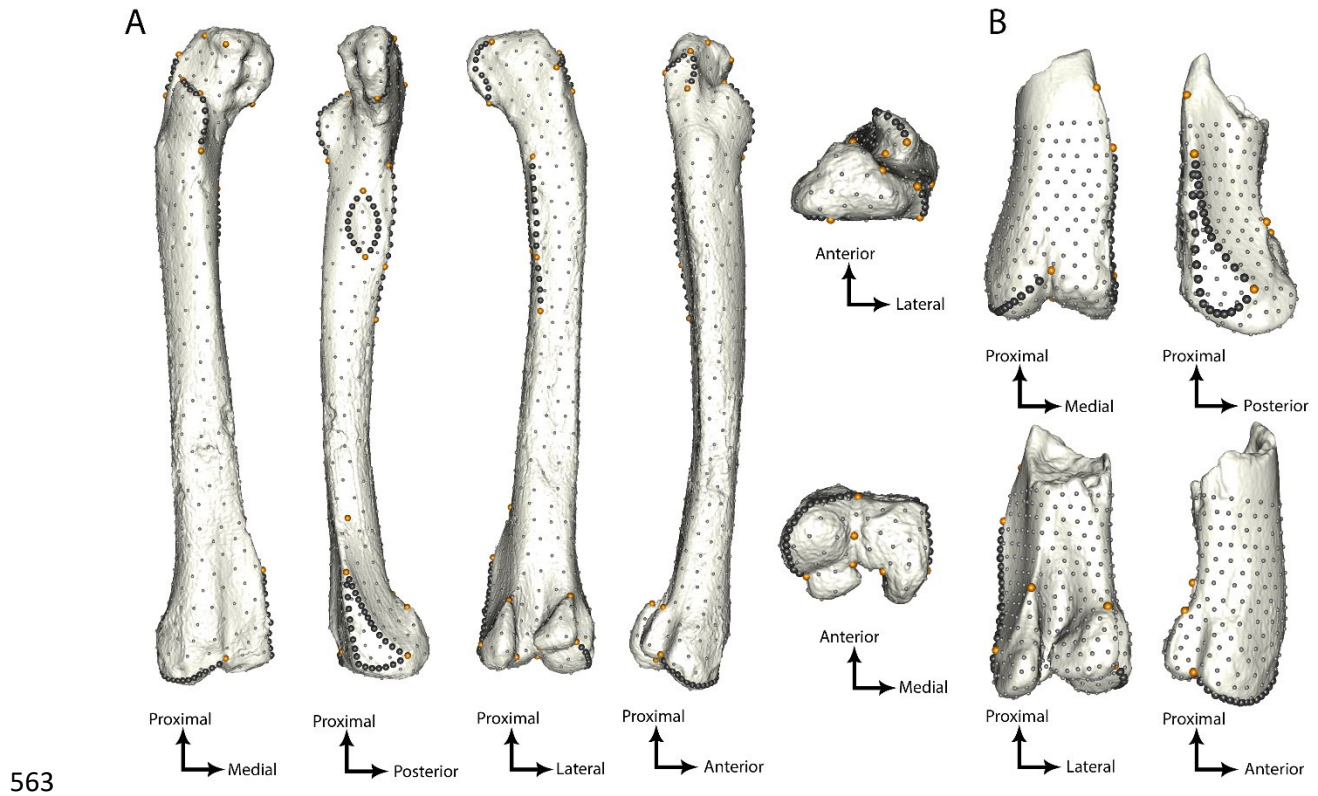 A
B
Anterior
Lateral
Proximal
Medial
Proximal
Posterior
Anterior
Medial
Proximal
Medial
Proximal
Posterior
Proximal
Lateral
Proximal
Anterior
Proximal
Lateral
Proximal
Anterior
563